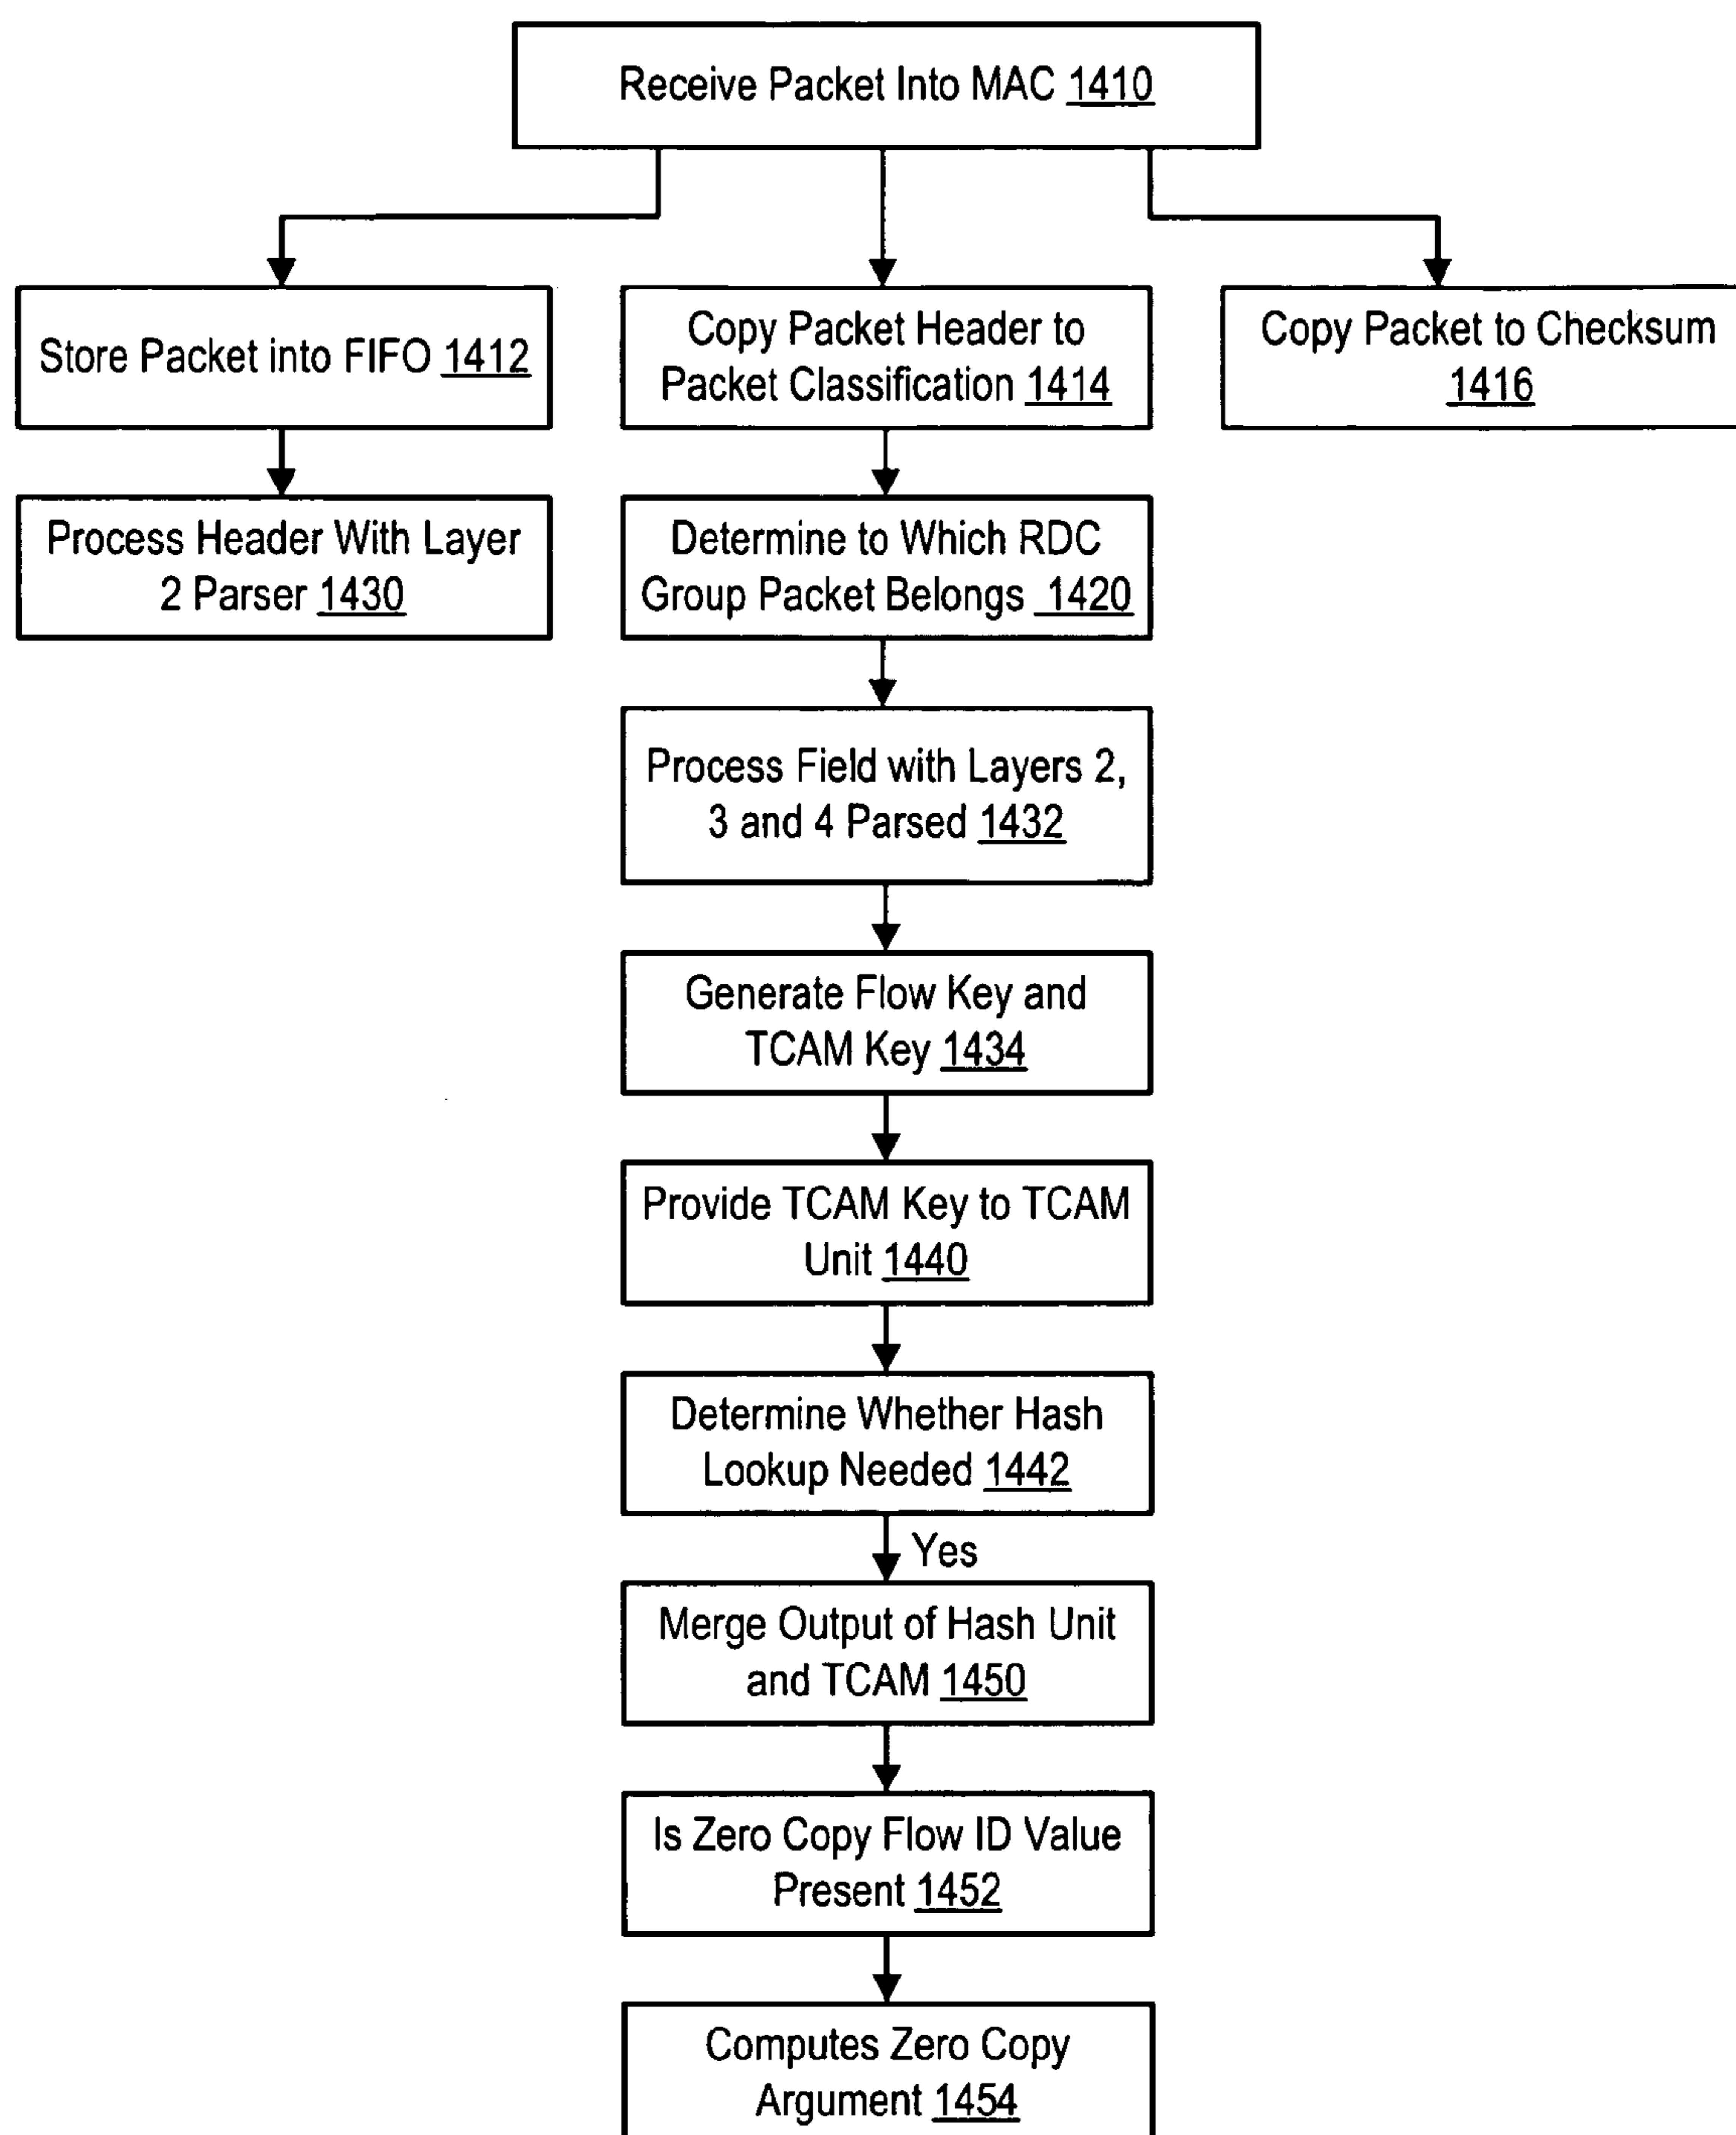 Receive Packet Into MAC 1410
Store Packet into FIFO 1412
Copy Packet Header to
Packet Classification 1414
Copy Packet to Checksum
1416
Process Header With Layer
2 Parser 1430
Determine to Which RDC
Group Packet Belongs 1420
Process Field with Layers 2,
3 and 4 Parsed 1432
Generate Flow Key and
TCAM Key 1434
Provide TCAM Key to TCAM
Unit 1440
Determine Whether Hash
Lookup Needed 1442
Yes
Merge Output of Hash Unit
and TCAM 1450
Is Zero Copy Flow ID Value
Present 1452
Computes Zero Copy
Argument 1454